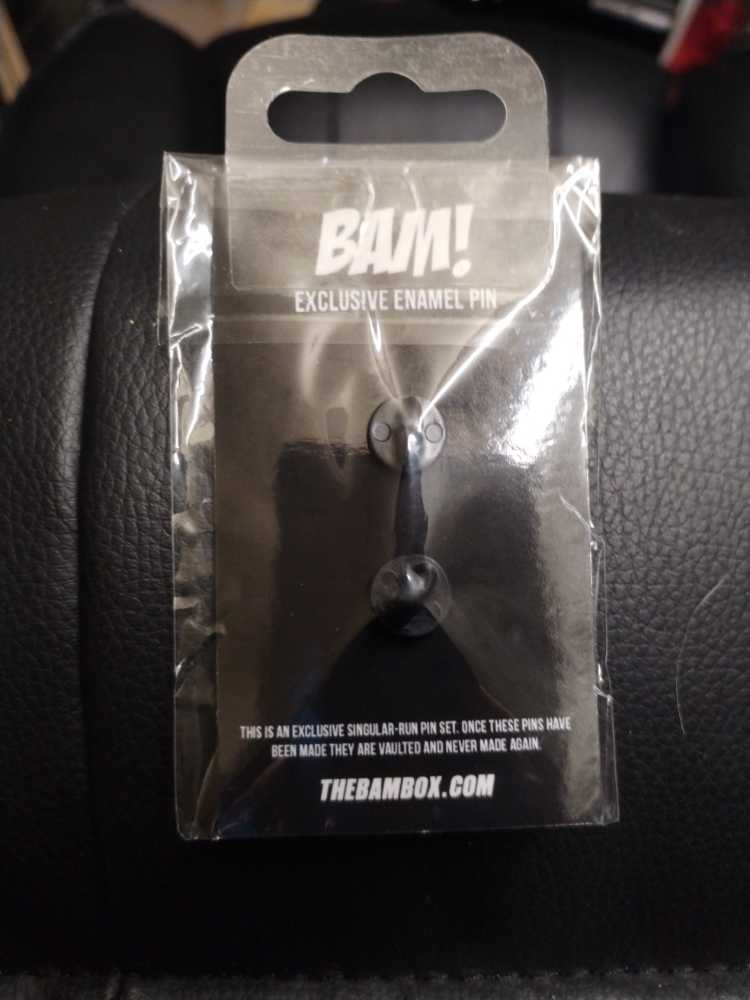 BAM!
EXCLUSIVE ENAMEL PIN
THIS IS AN EXCLUSIVE SINGULAR-RUN PIN SET. ONCE THESE PINS HAVE
BEEN MADE THEY ARE VAULTED AND NEVER MADE AGAIN.
THEBAMBOX.COM